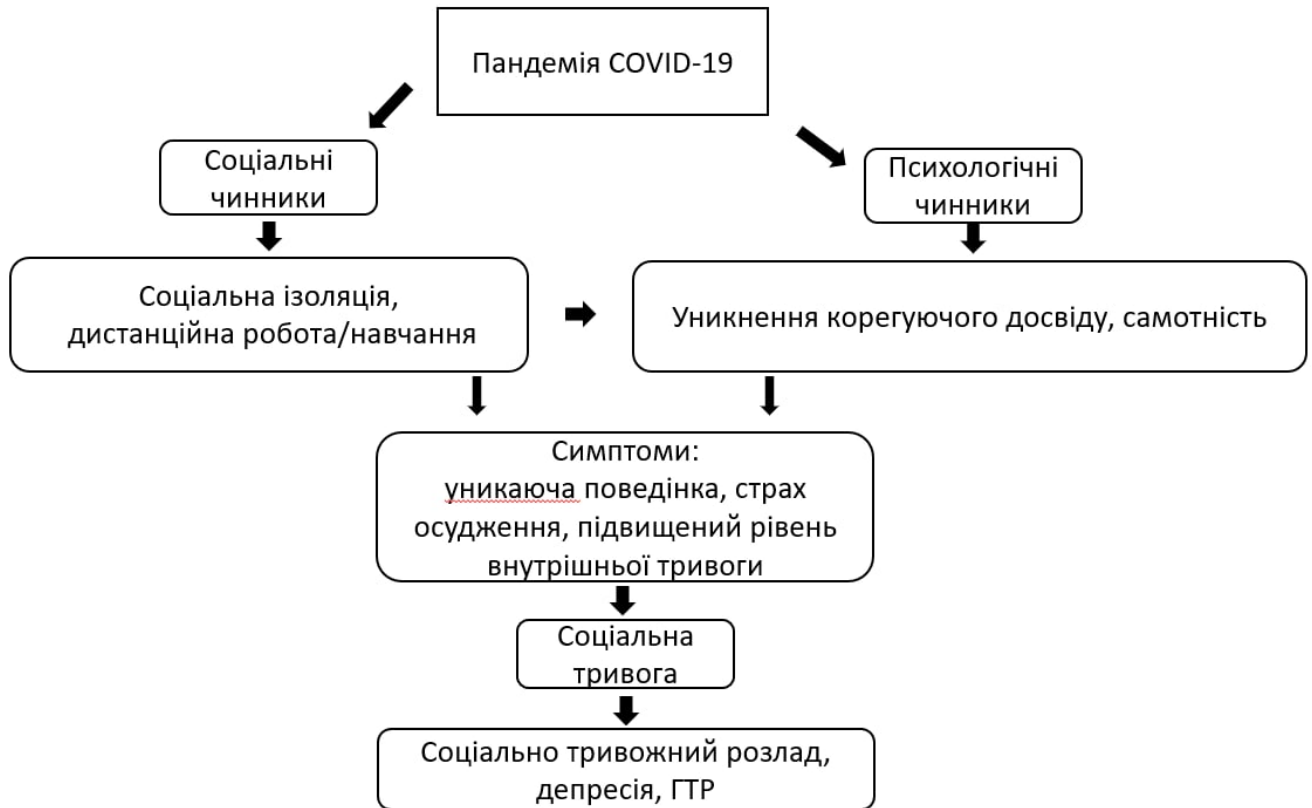 Пандемія COVID-19
Соціальні
чинники
Психологічні
чинники
Соціальна ізоляція,
дистанційна робота/навчання
Уникнення корегуючого досвіду, самотність
Симптоми:
уникаюча поведінка, страх
осудження, підвищений рівень
внутрішньої тривоги
Соціальна
тривога
Соціально тривожний розлад,
депресія, ГТР